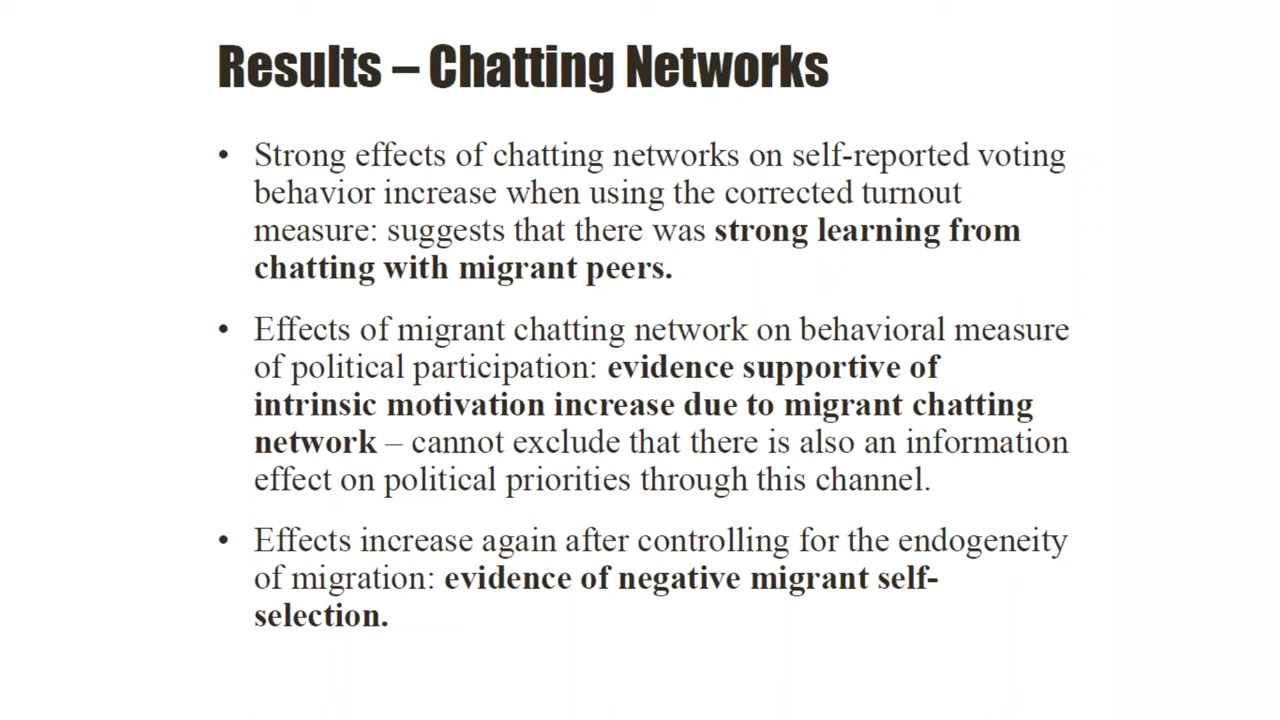 Results – Chatting Networks
• Strong effects of chatting networks on self-reported voting
behavior increase when using the corrected turnout
measure: suggests that there was strong learning from
chatting with migrant peers.
• Effects of migrant chatting network on behavioral measure
of political participation: evidence supportive of
intrinsic motivation increase due to migrant chatting
network – cannot exclude that there is also an information
effect on political priorities through this channel.
• Effects increase again after controlling for the endogeneity
of migration: evidence of negative migrant self-
selection.